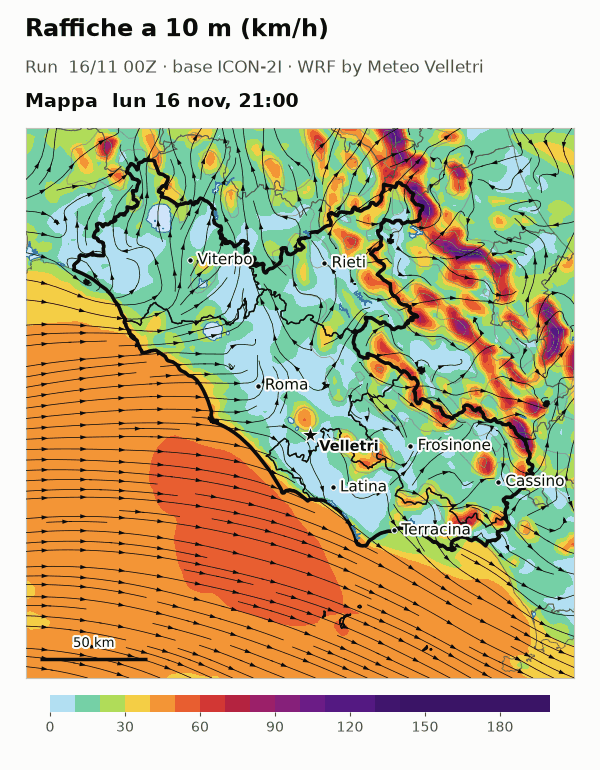 Raffiche a 10 m (km/h)
Run  16/11 00Z · base ICON-2I · WRF by Meteo Velletri
Mappa  lun 16 nov, 21:00
Viterbo
Rieti
Roma
Velletri
Frosinone
Latina
Cassino
Terracina
50 km
0 30 60 90 120 150 180